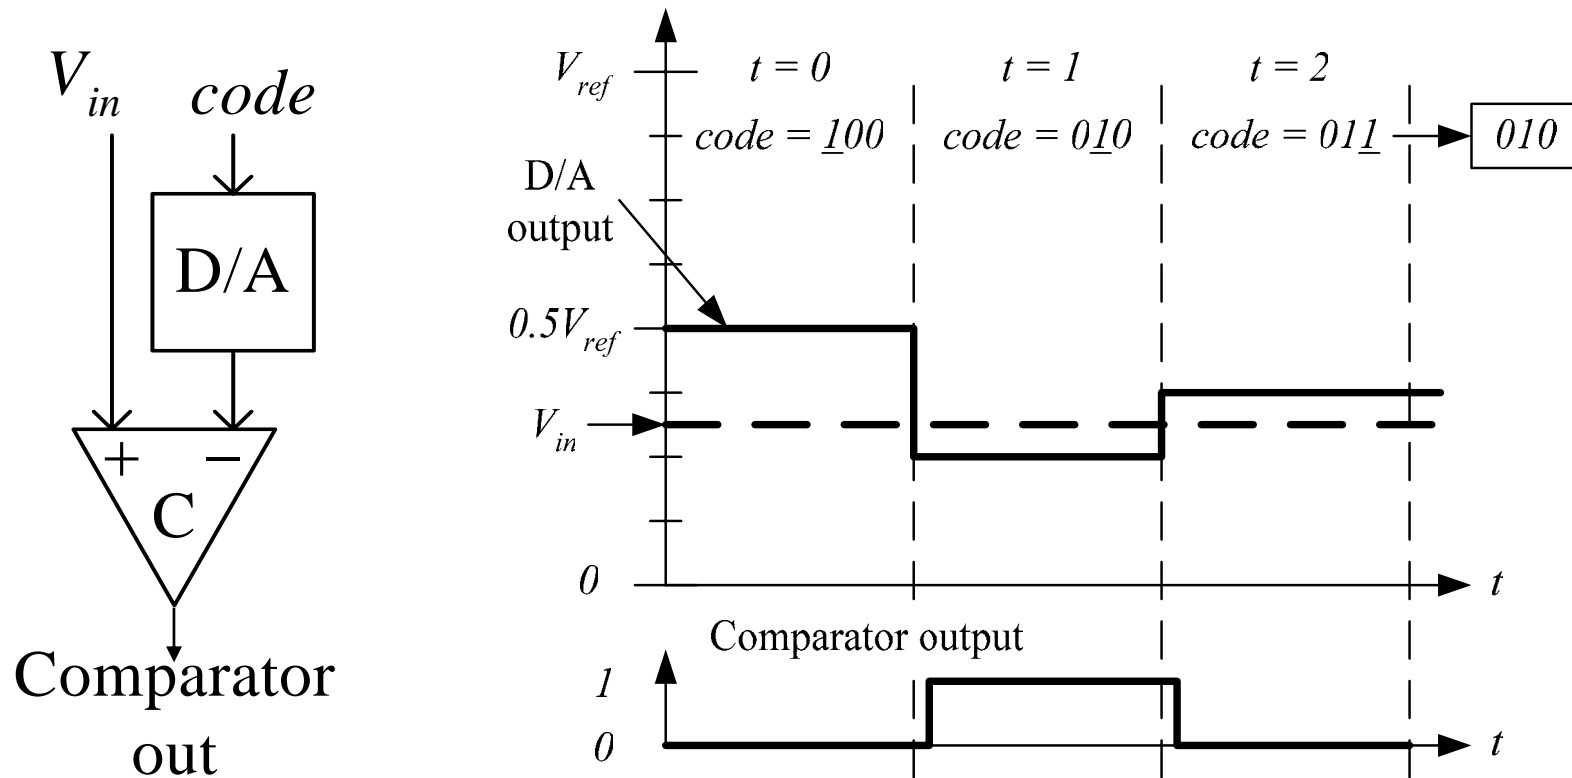 V_in
code
D/A
+ −
C
Comparator
out
V_ref
t = 0
t = 1
t = 2
code = 100
code = 010
code = 011
010
D/A
output
0.5V_ref
V_in
0
t
Comparator output
1
0
t